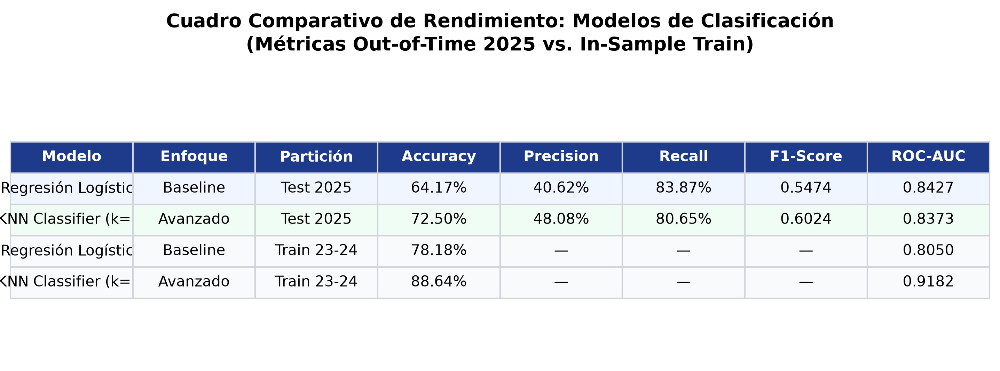 Cuadro Comparativo de Rendimiento: Modelos de Clasificación
(Métricas Out-of-Time 2025 vs. In-Sample Train)
Modelo Enfoque Partición Accuracy Precision Recall F1-Score ROC-AUC
Regresión Logístic Baseline Test 2025 64.17% 40.62% 83.87% 0.5474 0.8427
KNN Classifier (k= Avanzado Test 2025 72.50% 48.08% 80.65% 0.6024 0.8373
Regresión Logístic Baseline Train 23-24 78.18% — — — 0.8050
KNN Classifier (k= Avanzado Train 23-24 88.64% — — — 0.9182